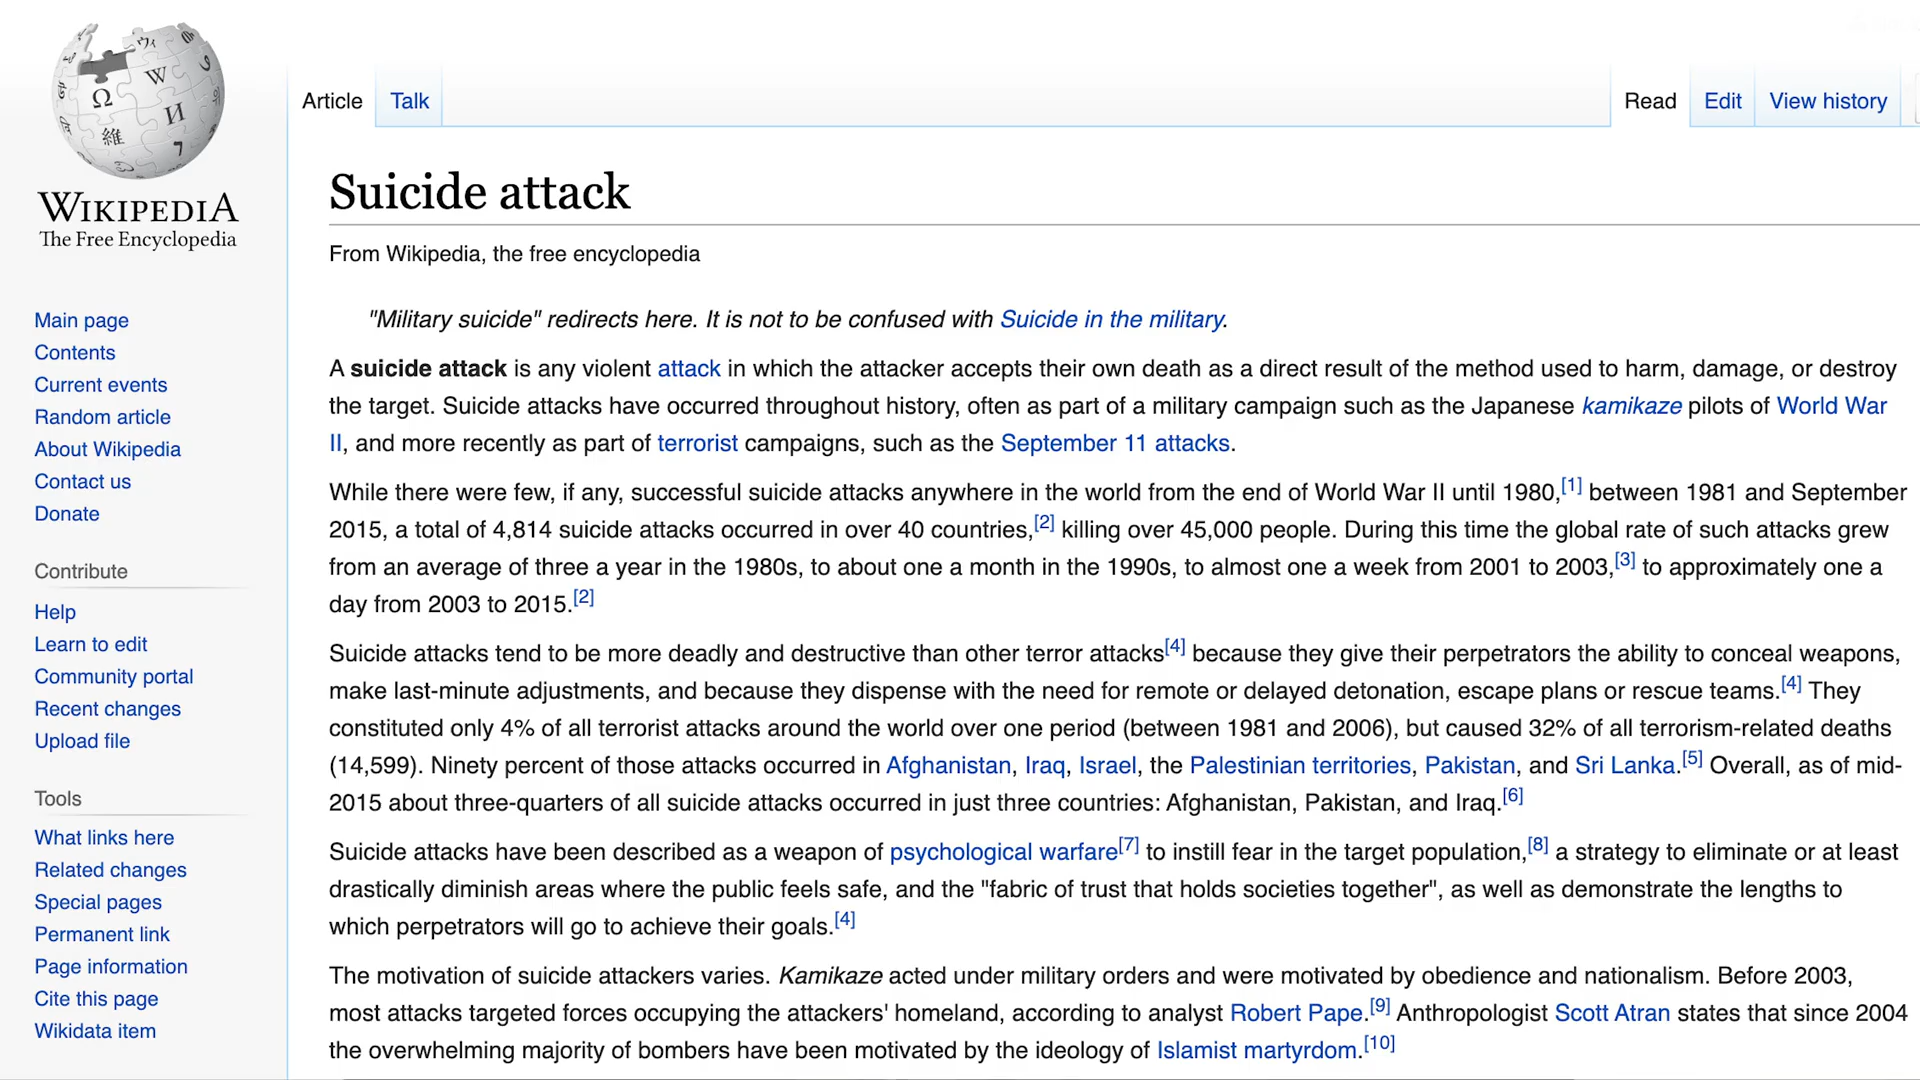 WIKIPEDIA
The Free Encyclopedia
Main page
Contents
Current events
Random article
About Wikipedia
Contact us
Donate
Contribute
Help
Learn to edit
Community portal
Recent changes
Upload file
Tools
What links here
Related changes
Special pages
Permanent link
Page information
Cite this page
Wikidata item
Article Talk Read Edit View history
Suicide attack
From Wikipedia, the free encyclopedia
"Military suicide" redirects here. It is not to be confused with Suicide in the military.
A suicide attack is any violent attack in which the attacker accepts their own death as a direct result of the method used to harm, damage, or destroy
the target. Suicide attacks have occurred throughout history, often as part of a military campaign such as the Japanese kamikaze pilots of World War
II, and more recently as part of terrorist campaigns, such as the September 11 attacks.
While there were few, if any, successful suicide attacks anywhere in the world from the end of World War II until 1980,[1] between 1981 and September
2015, a total of 4,814 suicide attacks occurred in over 40 countries,[2] killing over 45,000 people. During this time the global rate of such attacks grew
from an average of three a year in the 1980s, to about one a month in the 1990s, to almost one a week from 2001 to 2003,[3] to approximately one a
day from 2003 to 2015.[2]
Suicide attacks tend to be more deadly and destructive than other terror attacks[4] because they give their perpetrators the ability to conceal weapons,
make last-minute adjustments, and because they dispense with the need for remote or delayed detonation, escape plans or rescue teams.[4] They
constituted only 4% of all terrorist attacks around the world over one period (between 1981 and 2006), but caused 32% of all terrorism-related deaths
(14,599). Ninety percent of those attacks occurred in Afghanistan, Iraq, Israel, the Palestinian territories, Pakistan, and Sri Lanka.[5] Overall, as of mid-
2015 about three-quarters of all suicide attacks occurred in just three countries: Afghanistan, Pakistan, and Iraq.[6]
Suicide attacks have been described as a weapon of psychological warfare[7] to instill fear in the target population,[8] a strategy to eliminate or at least
drastically diminish areas where the public feels safe, and the "fabric of trust that holds societies together", as well as demonstrate the lengths to
which perpetrators will go to achieve their goals.[4]
The motivation of suicide attackers varies. Kamikaze acted under military orders and were motivated by obedience and nationalism. Before 2003,
most attacks targeted forces occupying the attackers' homeland, according to analyst Robert Pape.[9] Anthropologist Scott Atran states that since 2004
the overwhelming majority of bombers have been motivated by the ideology of Islamist martyrdom.[10]